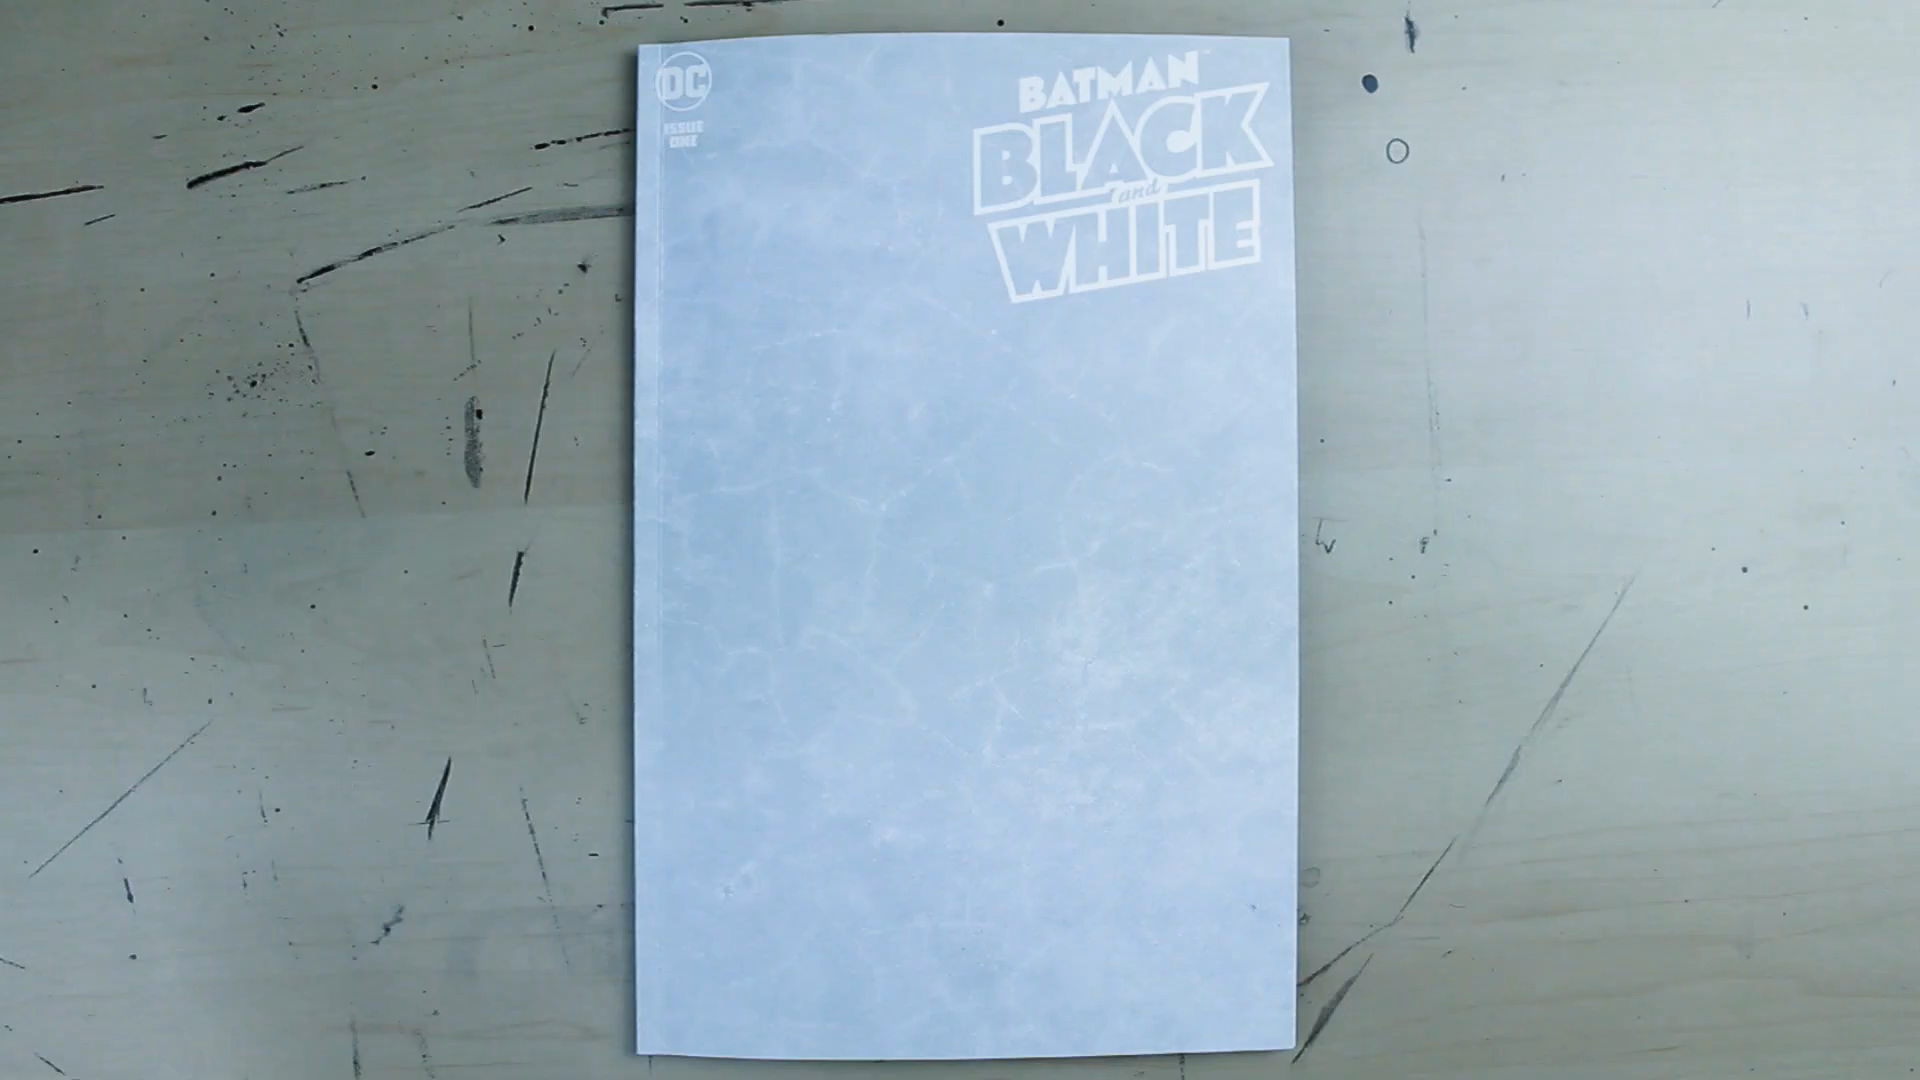 DC
ISSUE
ONE
BATMAN
BLACK
and
WHITE